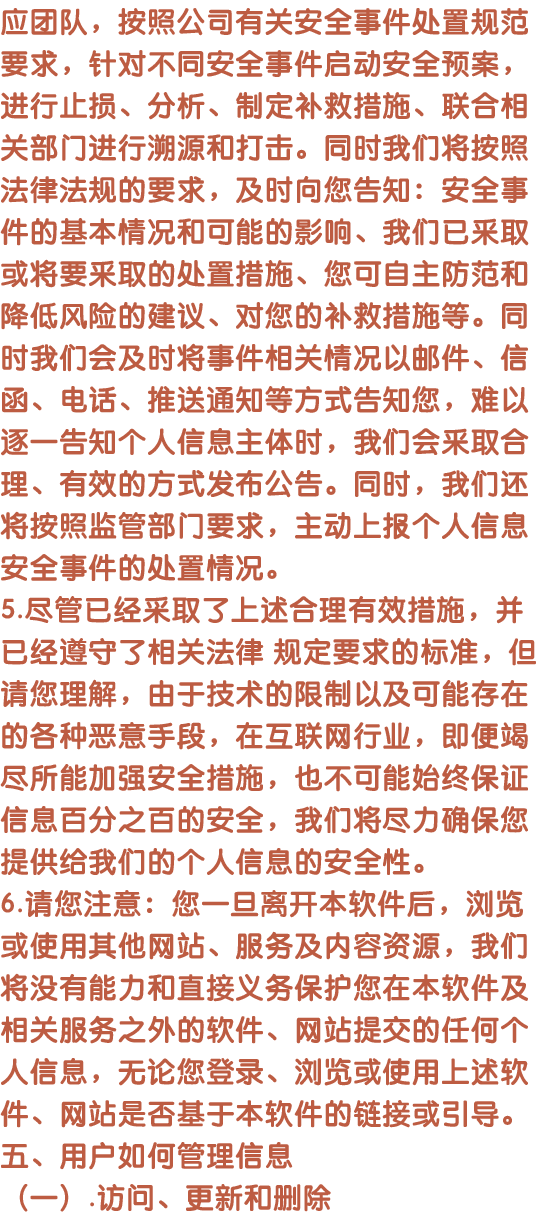 应团队，按照公司有关安全事件处置规范
要求，针对不同安全事件启动安全预案，
进行止损、分析、制定补救措施、联合相
关部门进行溯源和打击。同时我们将按照
法律法规的要求，及时向您告知：安全事
件的基本情况和可能的影响、我们已采取
或将要采取的处置措施、您可自主防范和
降低风险的建议、对您的补救措施等。同
时我们会及时将事件相关情况以邮件、信
函、电话、推送通知等方式告知您，难以
逐一告知个人信息主体时，我们会采取合
理、有效的方式发布公告。同时，我们还
将按照监管部门要求，主动上报个人信息
安全事件的处置情况。
5.尽管已经采取了上述合理有效措施，并
已经遵守了相关法律 规定要求的标准，但
请您理解，由于技术的限制以及可能存在
的各种恶意手段，在互联网行业，即便竭
尽所能加强安全措施，也不可能始终保证
信息百分之百的安全，我们将尽力确保您
提供给我们的个人信息的安全性。
6.请您注意：您一旦离开本软件后，浏览
或使用其他网站、服务及内容资源，我们
将没有能力和直接义务保护您在本软件及
相关服务之外的软件、网站提交的任何个
人信息，无论您登录、浏览或使用上述软
件、网站是否基于本软件的链接或引导。
五、用户如何管理信息
（一）.访问、更新和删除